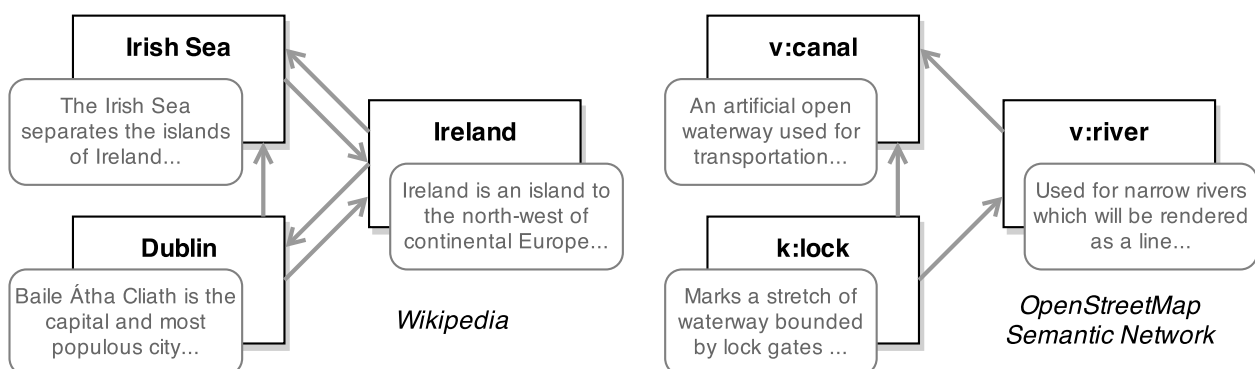 Irish Sea
The Irish Sea
separates the islands
of Ireland...
Ireland
Ireland is an island to
the north-west of
continental Europe...
Dublin
Baile Átha Cliath is the
capital and most
populous city...
Wikipedia
v:canal
An artificial open
waterway used for
transportation...
v:river
Used for narrow rivers
which will be rendered
as a line...
k:lock
Marks a stretch of
waterway bounded
by lock gates ...
OpenStreetMap
Semantic Network